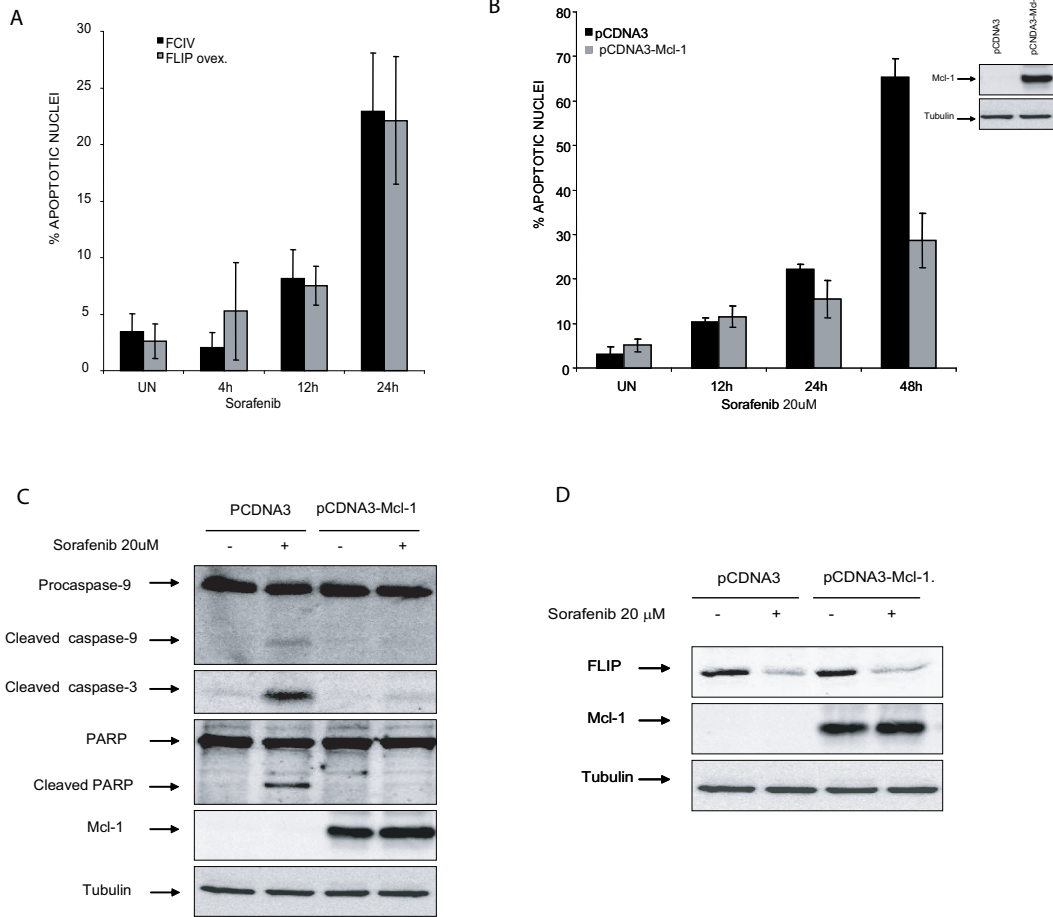 A
30
25
20
15
10
5
0
% APOPTOTIC NUCLEI
FCIV
FLIP ovex.
UN 4h 12h 24h
Sorafenib
B
80
70
60
50
40
30
20
10
0
% APOPTOTIC NUCLEI
pCDNA3
pCDNA3-Mcl-1
UN 12h 24h 48h
Sorafenib 20uM
pCDNA3
Mcl-1
Tubulin
C
PCDNA3 pCDNA3-Mcl-1
Sorafenib 20uM - + - +
Procaspase-9
Cleaved caspase-9
Cleaved caspase-3
PARP
Cleaved PARP
Mcl-1
Tubulin
D
pCDNA3 pCDNA3-Mcl-1.
Sorafenib 20 μM - + - +
FLIP
Mcl-1
Tubulin